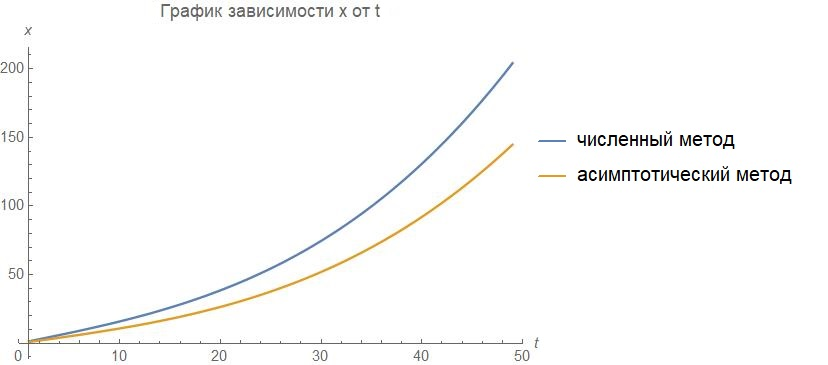 График зависимости x от t
x
200
150
100
50
0 10 20 30 40 50 t
численный метод
асимптотический метод